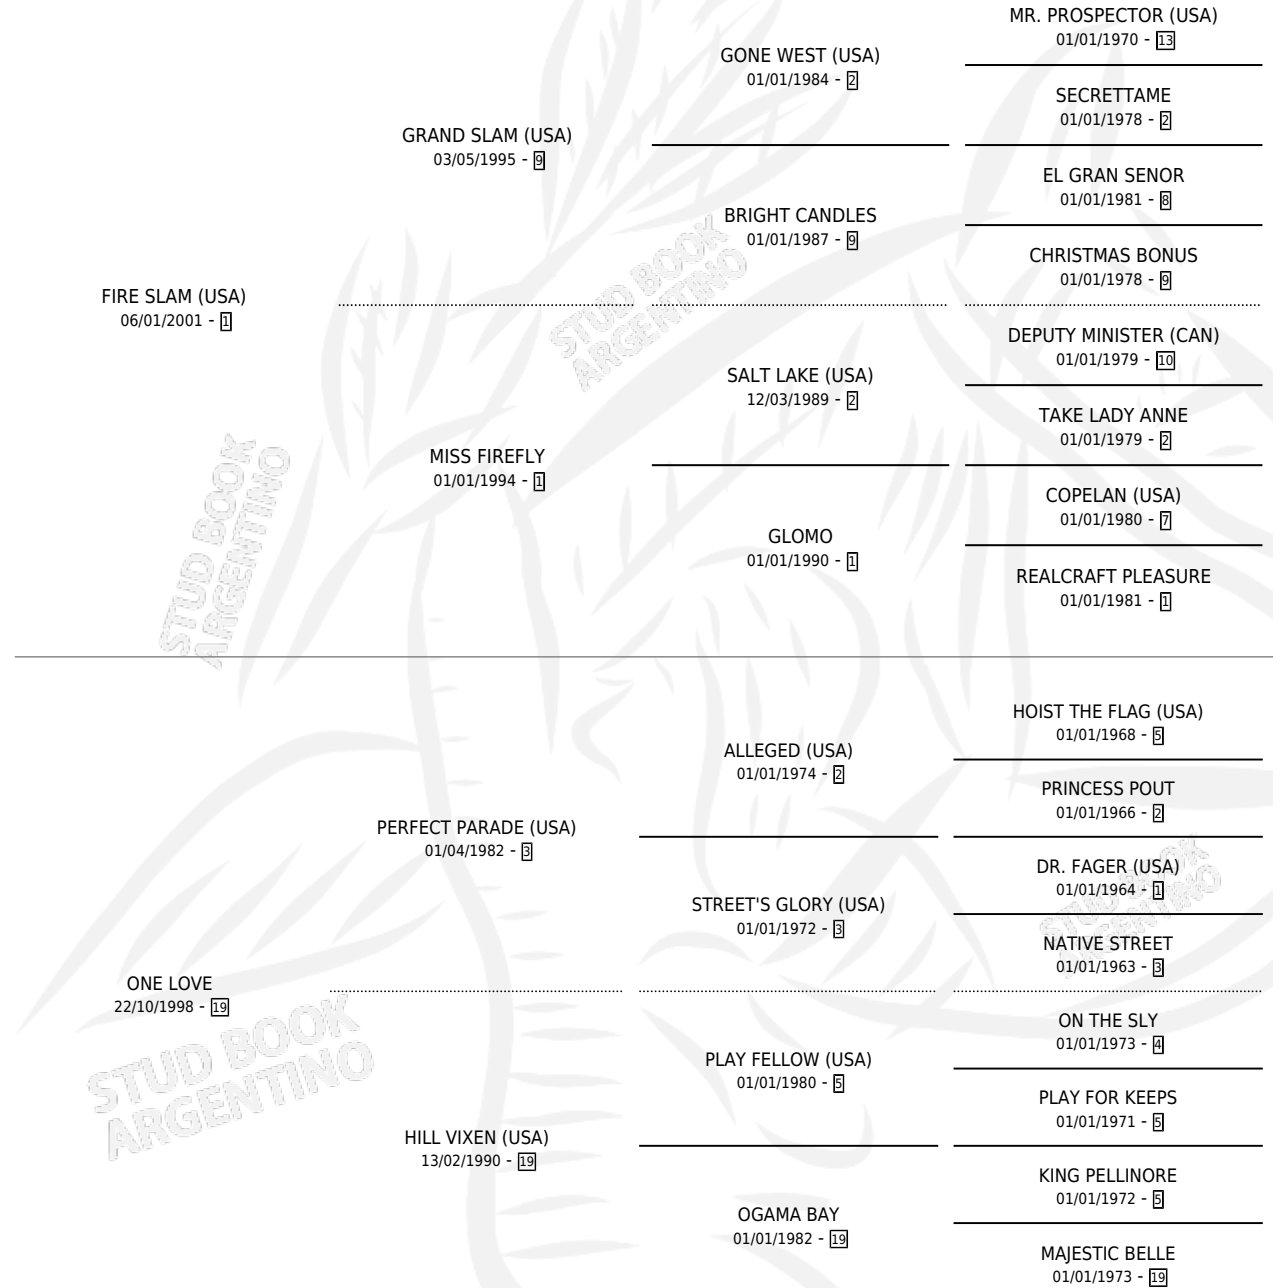 MR. PROSPECTOR (USA)
01/01/1970 - 13
GONE WEST (USA)
01/01/1984 - 2
SECRETTAME
01/01/1978 - 2
GRAND SLAM (USA)
03/05/1995 - 9
EL GRAN SENOR
01/01/1981 - 8
BRIGHT CANDLES
01/01/1987 - 9
CHRISTMAS BONUS
01/01/1978 - 9
FIRE SLAM (USA)
06/01/2001 - 1
STUD BOOK
ARGENTINO
DEPUTY MINISTER (CAN)
01/01/1979 - 10
SALT LAKE (USA)
12/03/1989 - 2
TAKE LADY ANNE
01/01/1979 - 2
MISS FIREFLY
01/01/1994 - 1
COPELAN (USA)
01/01/1980 - 7
GLOMO
01/01/1990 - 1
REALCRAFT PLEASURE
01/01/1981 - 1
STUD BOOK
ARGENTINO
HOIST THE FLAG (USA)
01/01/1968 - 5
ALLEGED (USA)
01/01/1974 - 2
PRINCESS POUT
01/01/1966 - 2
PERFECT PARADE (USA)
01/04/1982 - 3
DR. FAGER (USA)
01/01/1964 - 1
STREET'S GLORY (USA)
01/01/1972 - 3
STUD BOOK
ARGENTINO
NATIVE STREET
01/01/1963 - 3
ONE LOVE
22/10/1998 - 19
ON THE SLY
01/01/1973 - 4
PLAY FELLOW (USA)
01/01/1980 - 5
STUD BOOK
ARGENTINO
PLAY FOR KEEPS
01/01/1971 - 5
HILL VIXEN (USA)
13/02/1990 - 19
KING PELLINORE
01/01/1972 - 5
OGAMA BAY
01/01/1982 - 19
MAJESTIC BELLE
01/01/1973 - 19